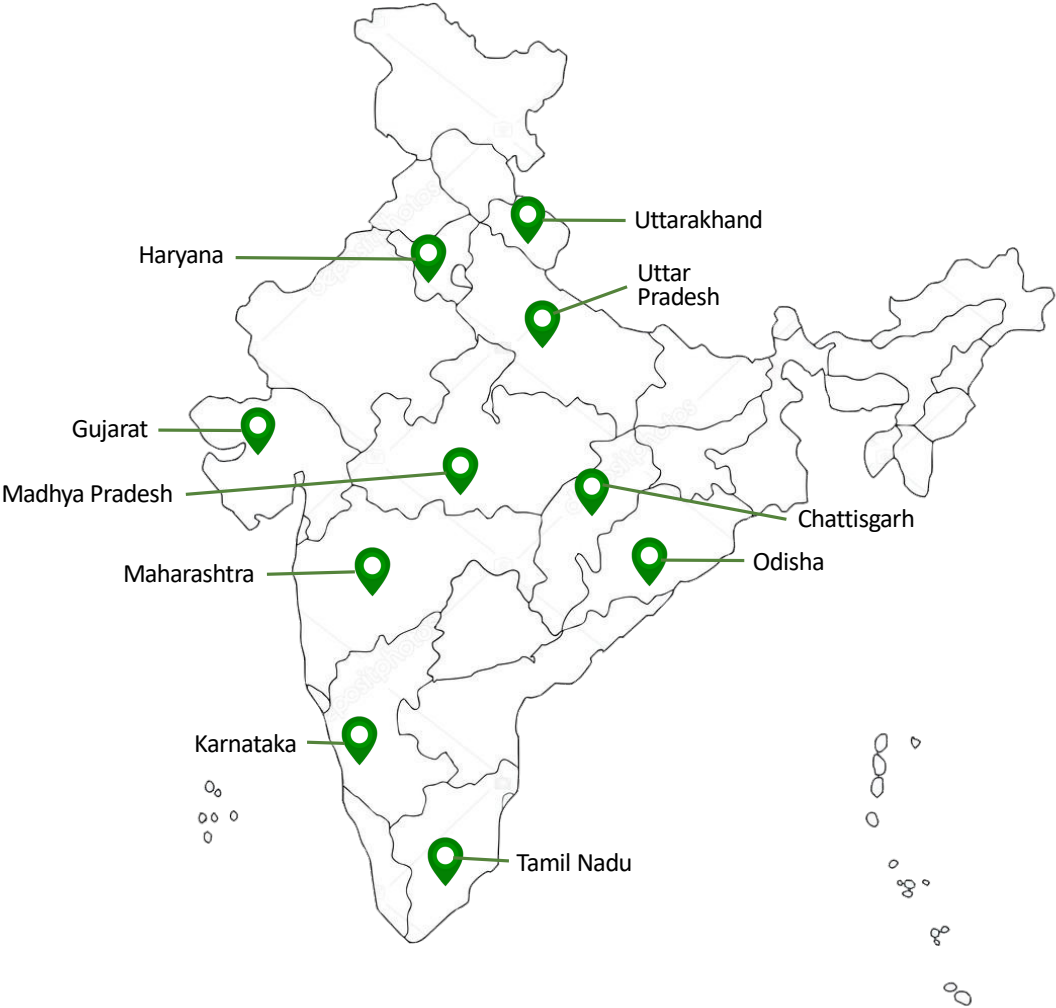 Uttarakhand
Haryana
Uttar
Pradesh
Gujarat
Madhya Pradesh
Chattisgarh
Odisha
Maharashtra
Karnataka
Tamil Nadu